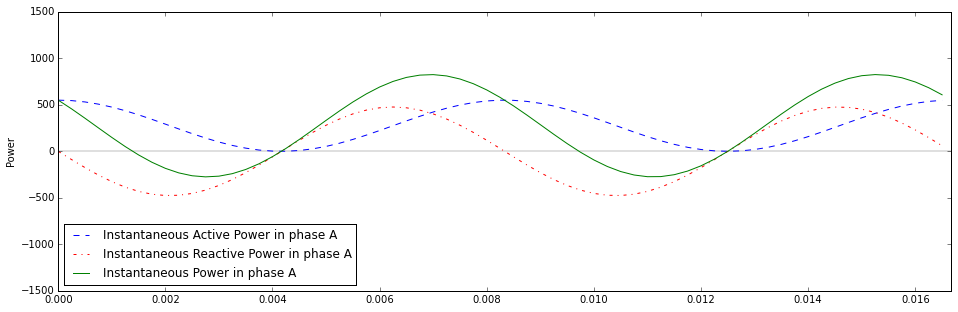 1500
1000
500
0
−500
−1000
−1500
Power
Instantaneous Active Power in phase A
Instantaneous Reactive Power in phase A
Instantaneous Power in phase A
0.000 0.002 0.004 0.006 0.008 0.010 0.012 0.014 0.016